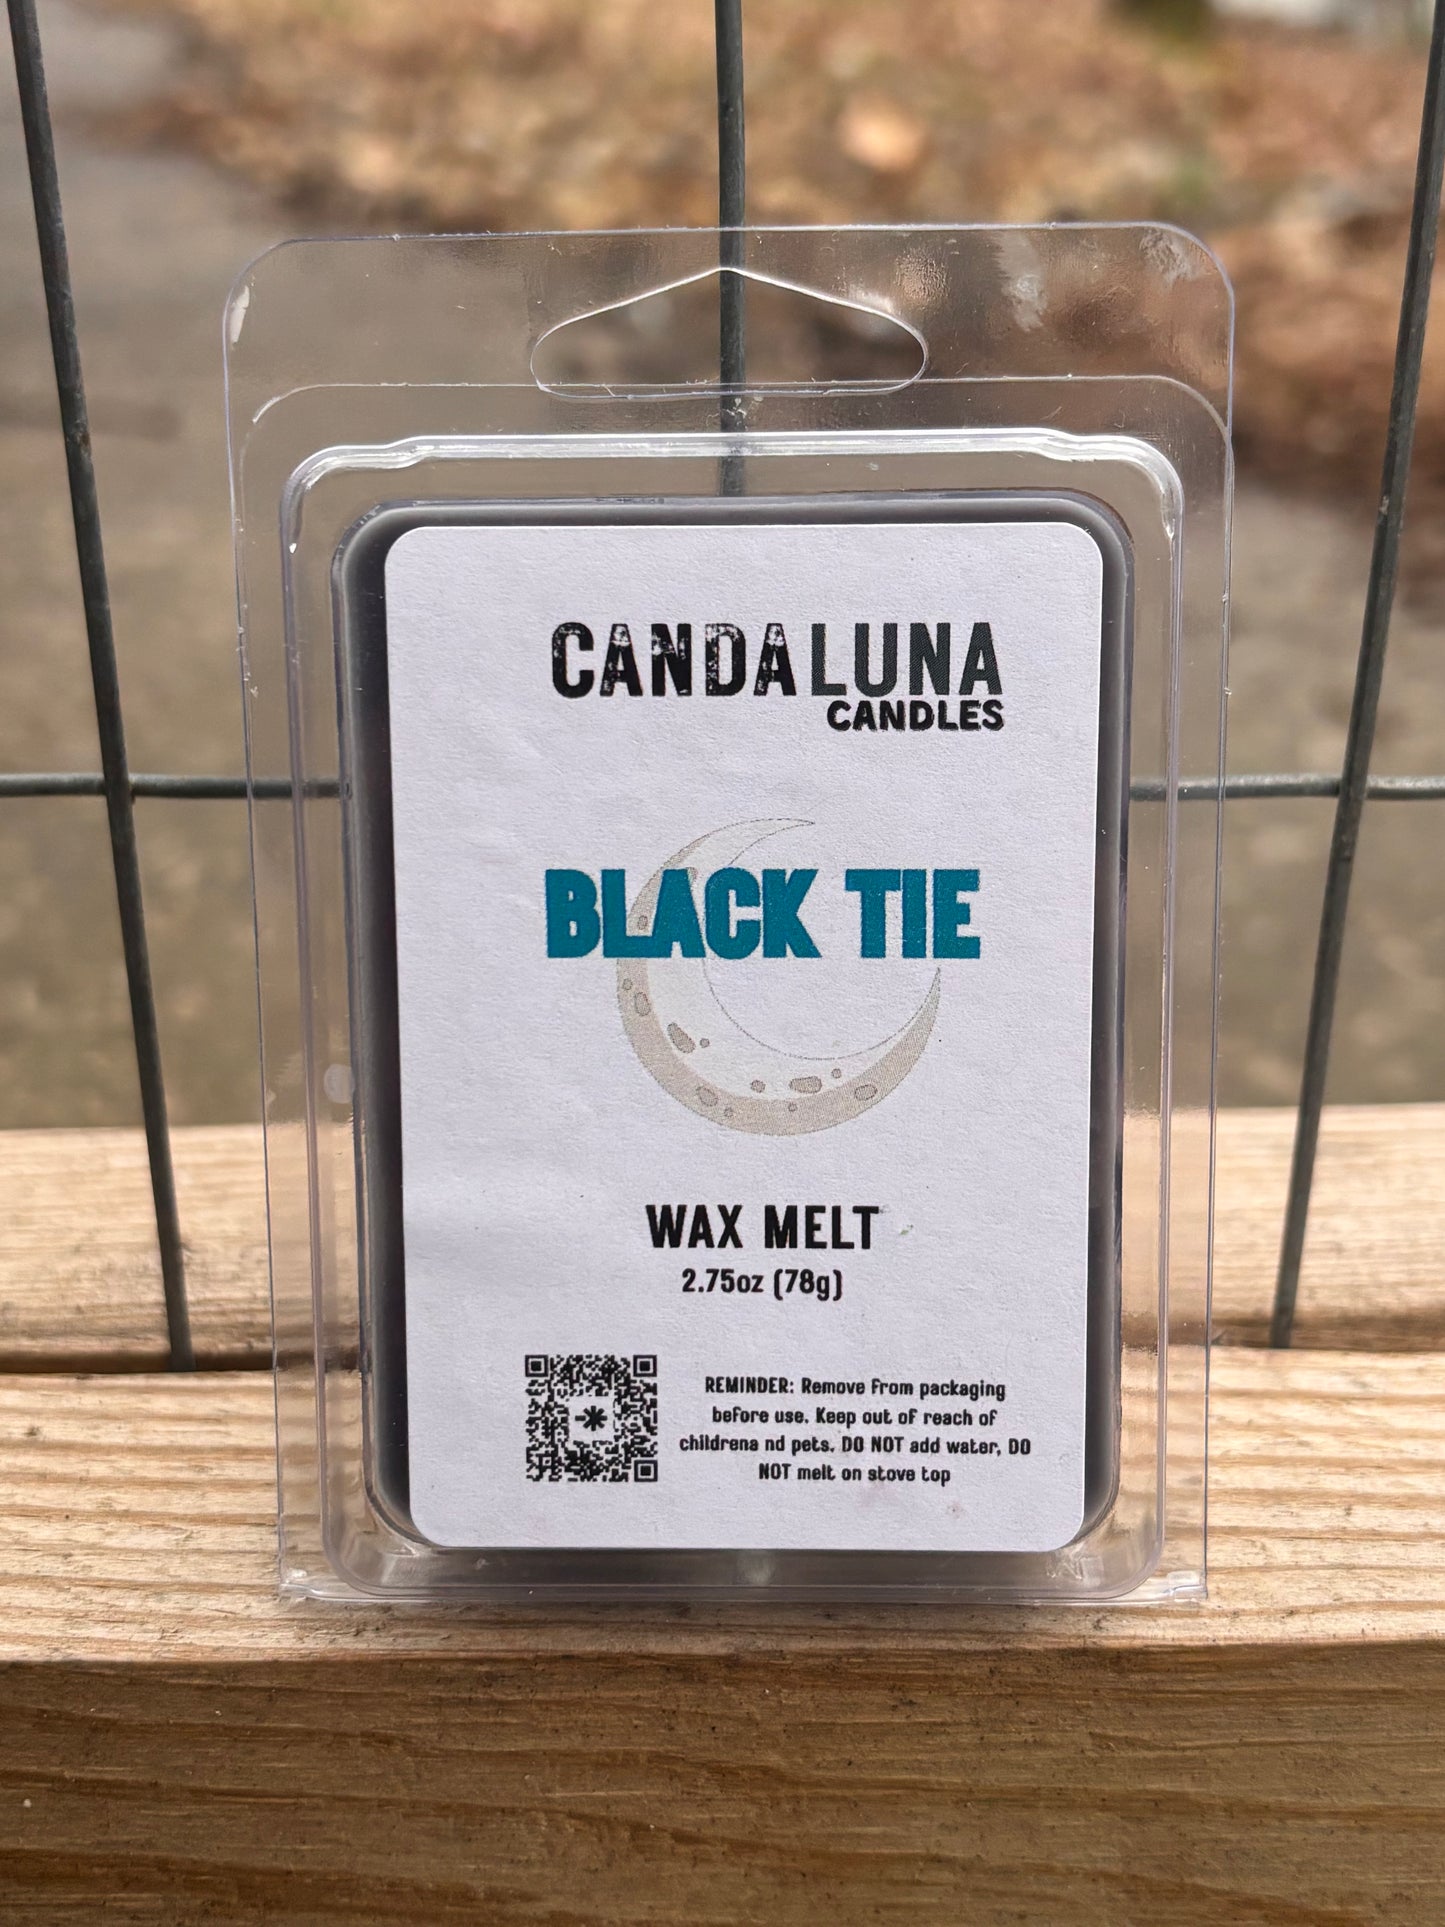 CANDALUNA
CANDLES
BLACK TIE
WAX MELT
2.75oz (78g)
REMINDER: Remove from packaging
before use. Keep out of reach of
childrena nd pets. DO NOT add water, DO
NOT melt on stove top